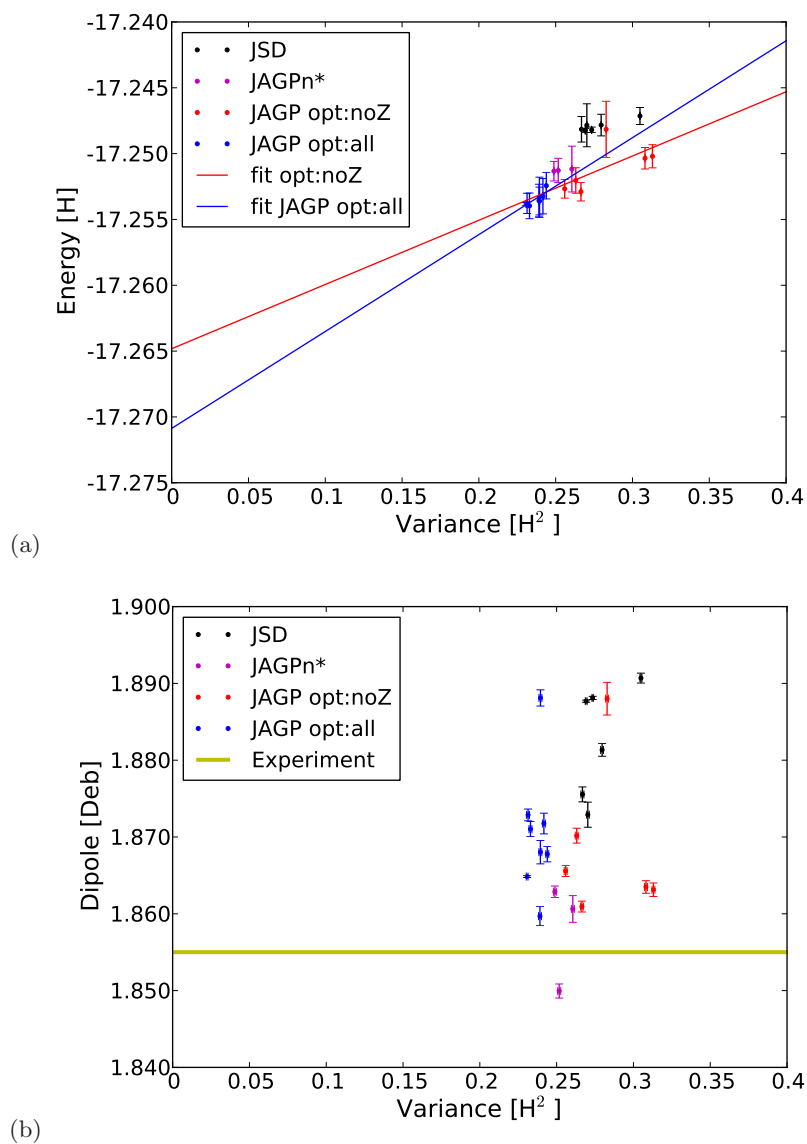 -17.240
-17.245
-17.250
-17.255
-17.260
-17.265
-17.270
-17.275
Energy [H]
JSD
JAGPn*
JAGP opt:noZ
JAGP opt:all
fit opt:noZ
fit JAGP opt:all
0 0.05 0.1 0.15 0.2 0.25 0.3 0.35 0.4
Variance [H² ]
(a)
1.900
1.890
1.880
1.870
1.860
1.850
1.840
Dipole [Deb]
JSD
JAGPn*
JAGP opt:noZ
JAGP opt:all
Experiment
0 0.05 0.1 0.15 0.2 0.25 0.3 0.35 0.4
Variance [H² ]
(b)